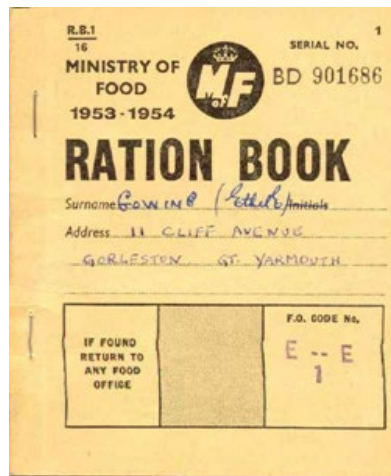 R.B.1
16
1
SERIAL NO.
MINISTRY OF
FOOD
1953-1954
M.F
M of F
BD 901686
RATION BOOK
Surname GOWING (Ethel) Initials
Address 11 CLIFF AVENUE
GORLESTON GT. YARMOUTH
IF FOUND
RETURN TO
ANY FOOD
OFFICE
F.O. CODE No.
E -- E
1